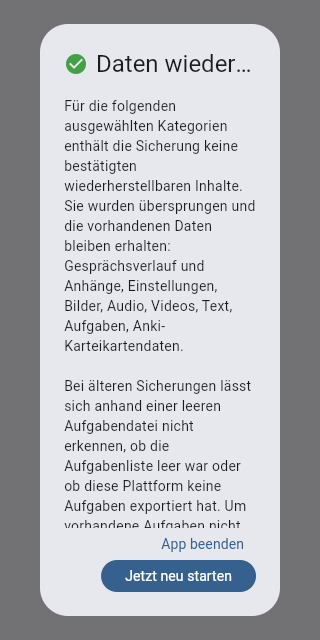 Daten wieder…
Für die folgenden
ausgewählten Kategorien
enthält die Sicherung keine
bestätigten
wiederherstellbaren Inhalte.
Sie wurden übersprungen und
die vorhandenen Daten
bleiben erhalten:
Gesprächsverlauf und
Anhänge, Einstellungen,
Bilder, Audio, Videos, Text,
Aufgaben, Anki-
Karteikartendaten.
Bei älteren Sicherungen lässt
sich anhand einer leeren
Aufgabendatei nicht
erkennen, ob die
Aufgabenliste leer war oder
ob diese Plattform keine
Aufgaben exportiert hat. Um
vorhandene Aufgaben nicht
App beenden
Jetzt neu starten